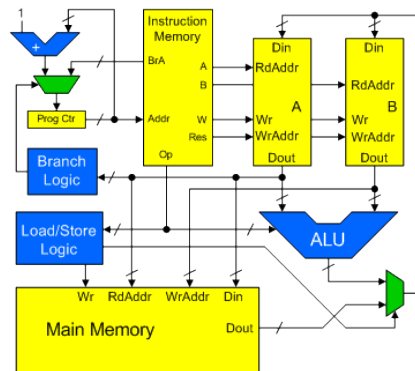 1
+
Prog Ctr
Instruction
Memory
BrA
A
B
Addr
W
Res
Op
Din
RdAddr
A
Wr
WrAddr
Dout
Din
RdAddr
B
Wr
WrAddr
Dout
Branch
Logic
Load/Store
Logic
ALU
Wr
RdAddr
WrAddr
Din
Main Memory
Dout